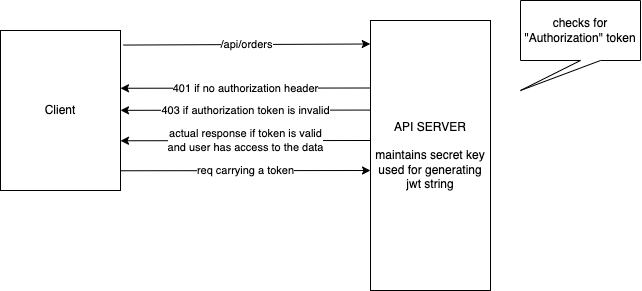 checks for
"Authorization" token
/api/orders
401 if no authorization header
Client
403 if authorization token is invalid
API SERVER
actual response if token is valid
and user has access to the data
maintains secret key
used for generating
jwt string
req carrying a token